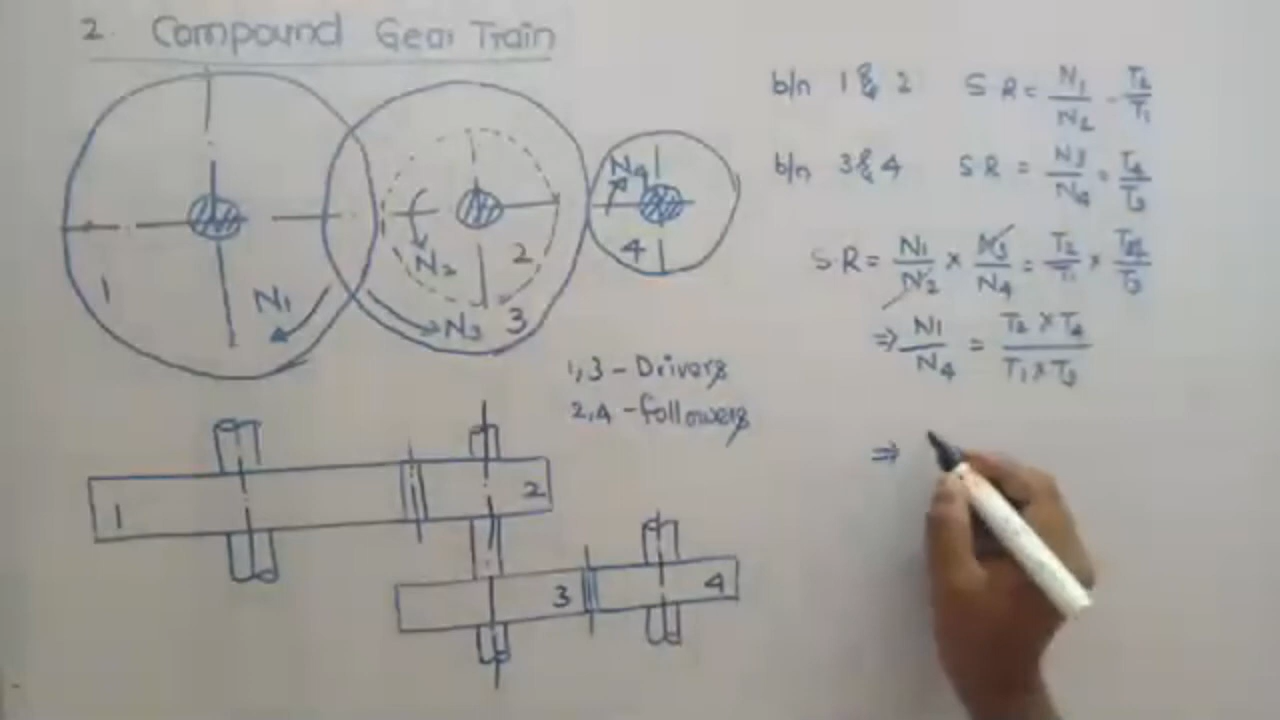 2. Compound Gear Train
b/n 1 & 2 S R = N1/N2 = T2/T1
b/n 3 & 4 S R = N3/N4 = T4/T3
S.R = N1/N2 × N3/N4 = T2/T1 × T4/T3
⇒ N1/N4 = T2 × T4 / T1 × T3
⇒
N4
4
N2
2
1
N1
N3
3
1,3 - Drivers
2,4 - followers
1
2
3
4